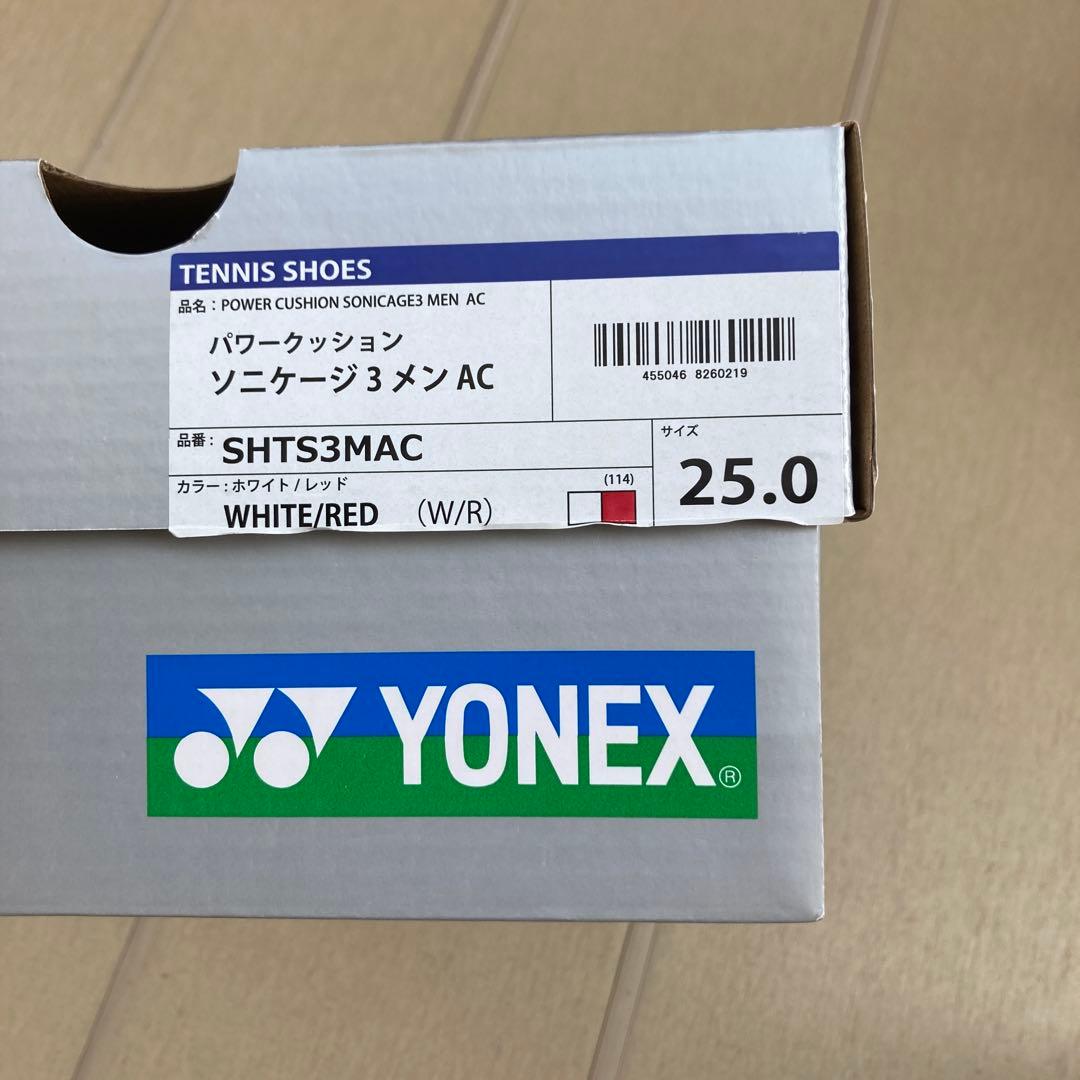 TENNIS SHOES
品名：POWER CUSHION SONICAGE3 MEN AC
パワークッション
ソニケージ 3 メン AC
455046 8260219
品番： SHTS3MAC
サイズ
25.0
カラー：ホワイト / レッド
(114)
WHITE/RED （W/R）
YONEX®